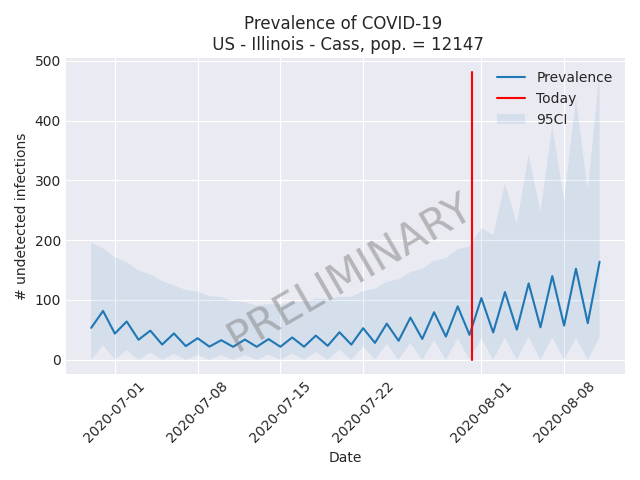 Prevalence of COVID-19
US - Illinois - Cass, pop. = 12147
500
400
300
200
100
0
# undetected infections
Prevalence
Today
95CI
PRELIMINARY
2020-07-01
2020-07-08
2020-07-15
2020-07-22
2020-08-01
2020-08-08
Date